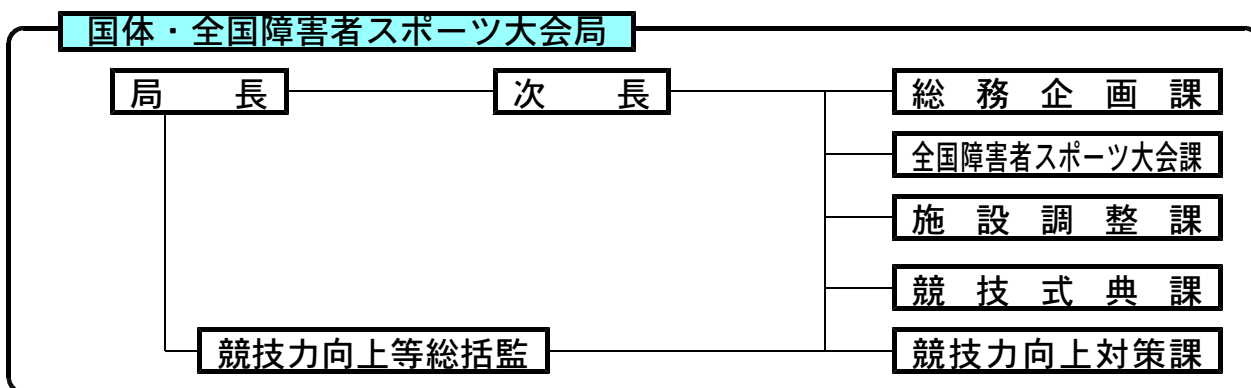 国体・全国障害者スポーツ大会局
局長
次長
総務企画課
全国障害者スポーツ大会課
施設調整課
競技式典課
競技力向上等総括監
競技力向上対策課